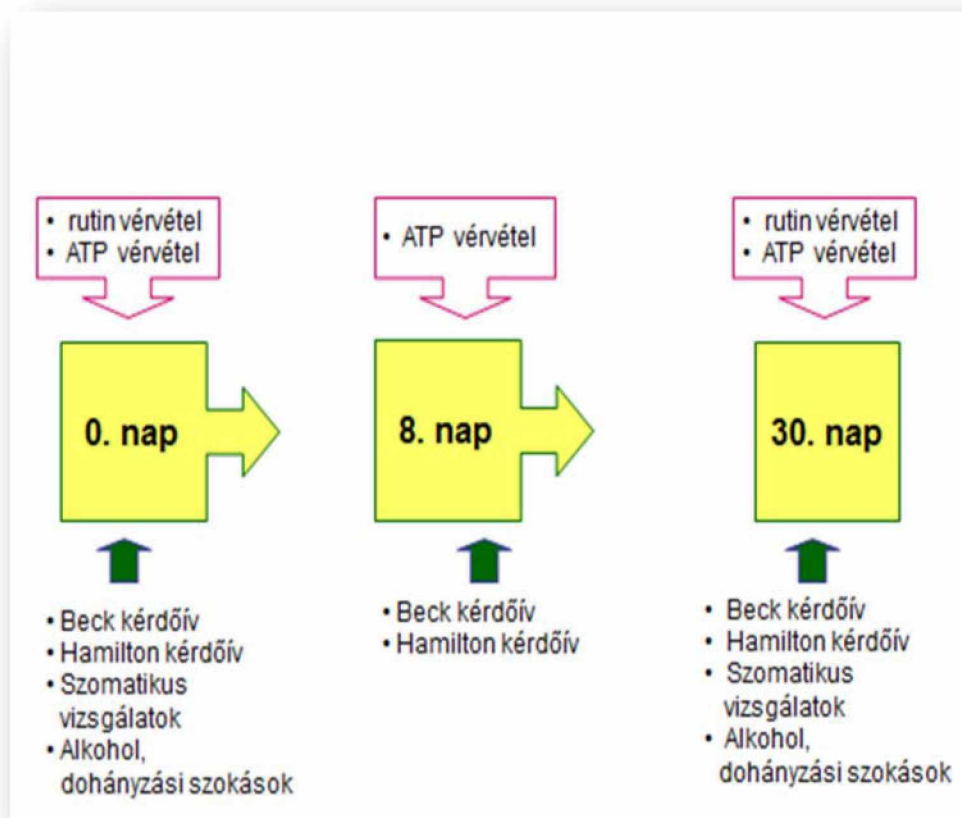 • rutin vérvétel
• ATP vérvétel
• ATP vérvétel
• rutin vérvétel
• ATP vérvétel
0. nap
8. nap
30. nap
• Beck kérdőív
• Hamilton kérdőív
• Szomatikus
vizsgálatok
• Alkohol,
dohányzási szokások
• Beck kérdőív
• Hamilton kérdőív
• Beck kérdőív
• Hamilton kérdőív
• Szomatikus
vizsgálatok
• Alkohol,
dohányzási szokások